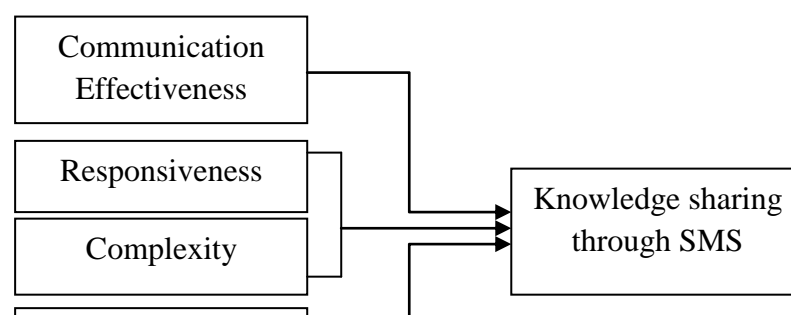 Communication
Effectiveness
Responsiveness
Complexity
Knowledge sharing
through SMS